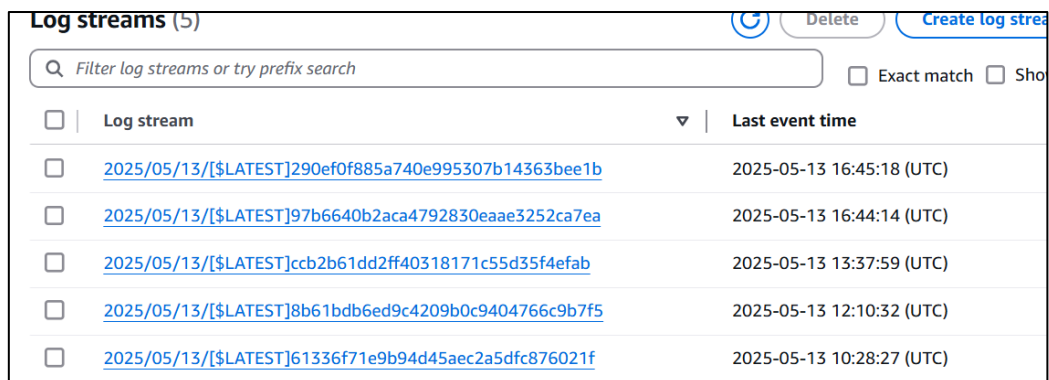 Log streams (5)
Delete
Create log strea
Filter log streams or try prefix search
Exact match
Sho
Log stream
Last event time
2025/05/13/[$LATEST]290ef0f885a740e995307b14363bee1b
2025-05-13 16:45:18 (UTC)
2025/05/13/[$LATEST]97b6640b2aca4792830eaae3252ca7ea
2025-05-13 16:44:14 (UTC)
2025/05/13/[$LATEST]ccb2b61dd2ff40318171c55d35f4efab
2025-05-13 13:37:59 (UTC)
2025/05/13/[$LATEST]8b61bdb6ed9c4209b0c9404766c9b7f5
2025-05-13 12:10:32 (UTC)
2025/05/13/[$LATEST]61336f71e9b94d45aec2a5dfc876021f
2025-05-13 10:28:27 (UTC)